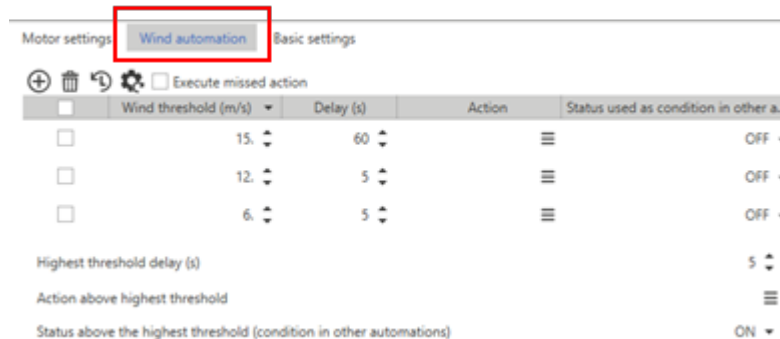 Motor settings Wind automation Basic settings
Execute missed action
Wind threshold (m/s) Delay (s) Action Status used as condition in other a..
15. 60 OFF
12. 5 OFF
6. 5 OFF
Highest threshold delay (s) 5
Action above highest threshold
Status above the highest threshold (condition in other automations) ON